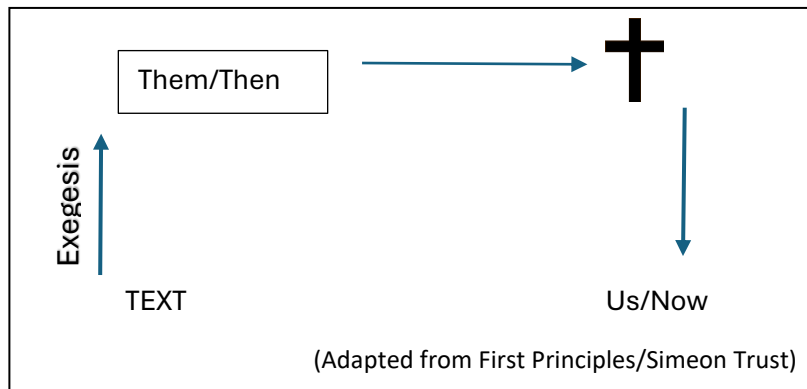 Them/Then
Exegesis
TEXT
Us/Now
(Adapted from First Principles/Simeon Trust)